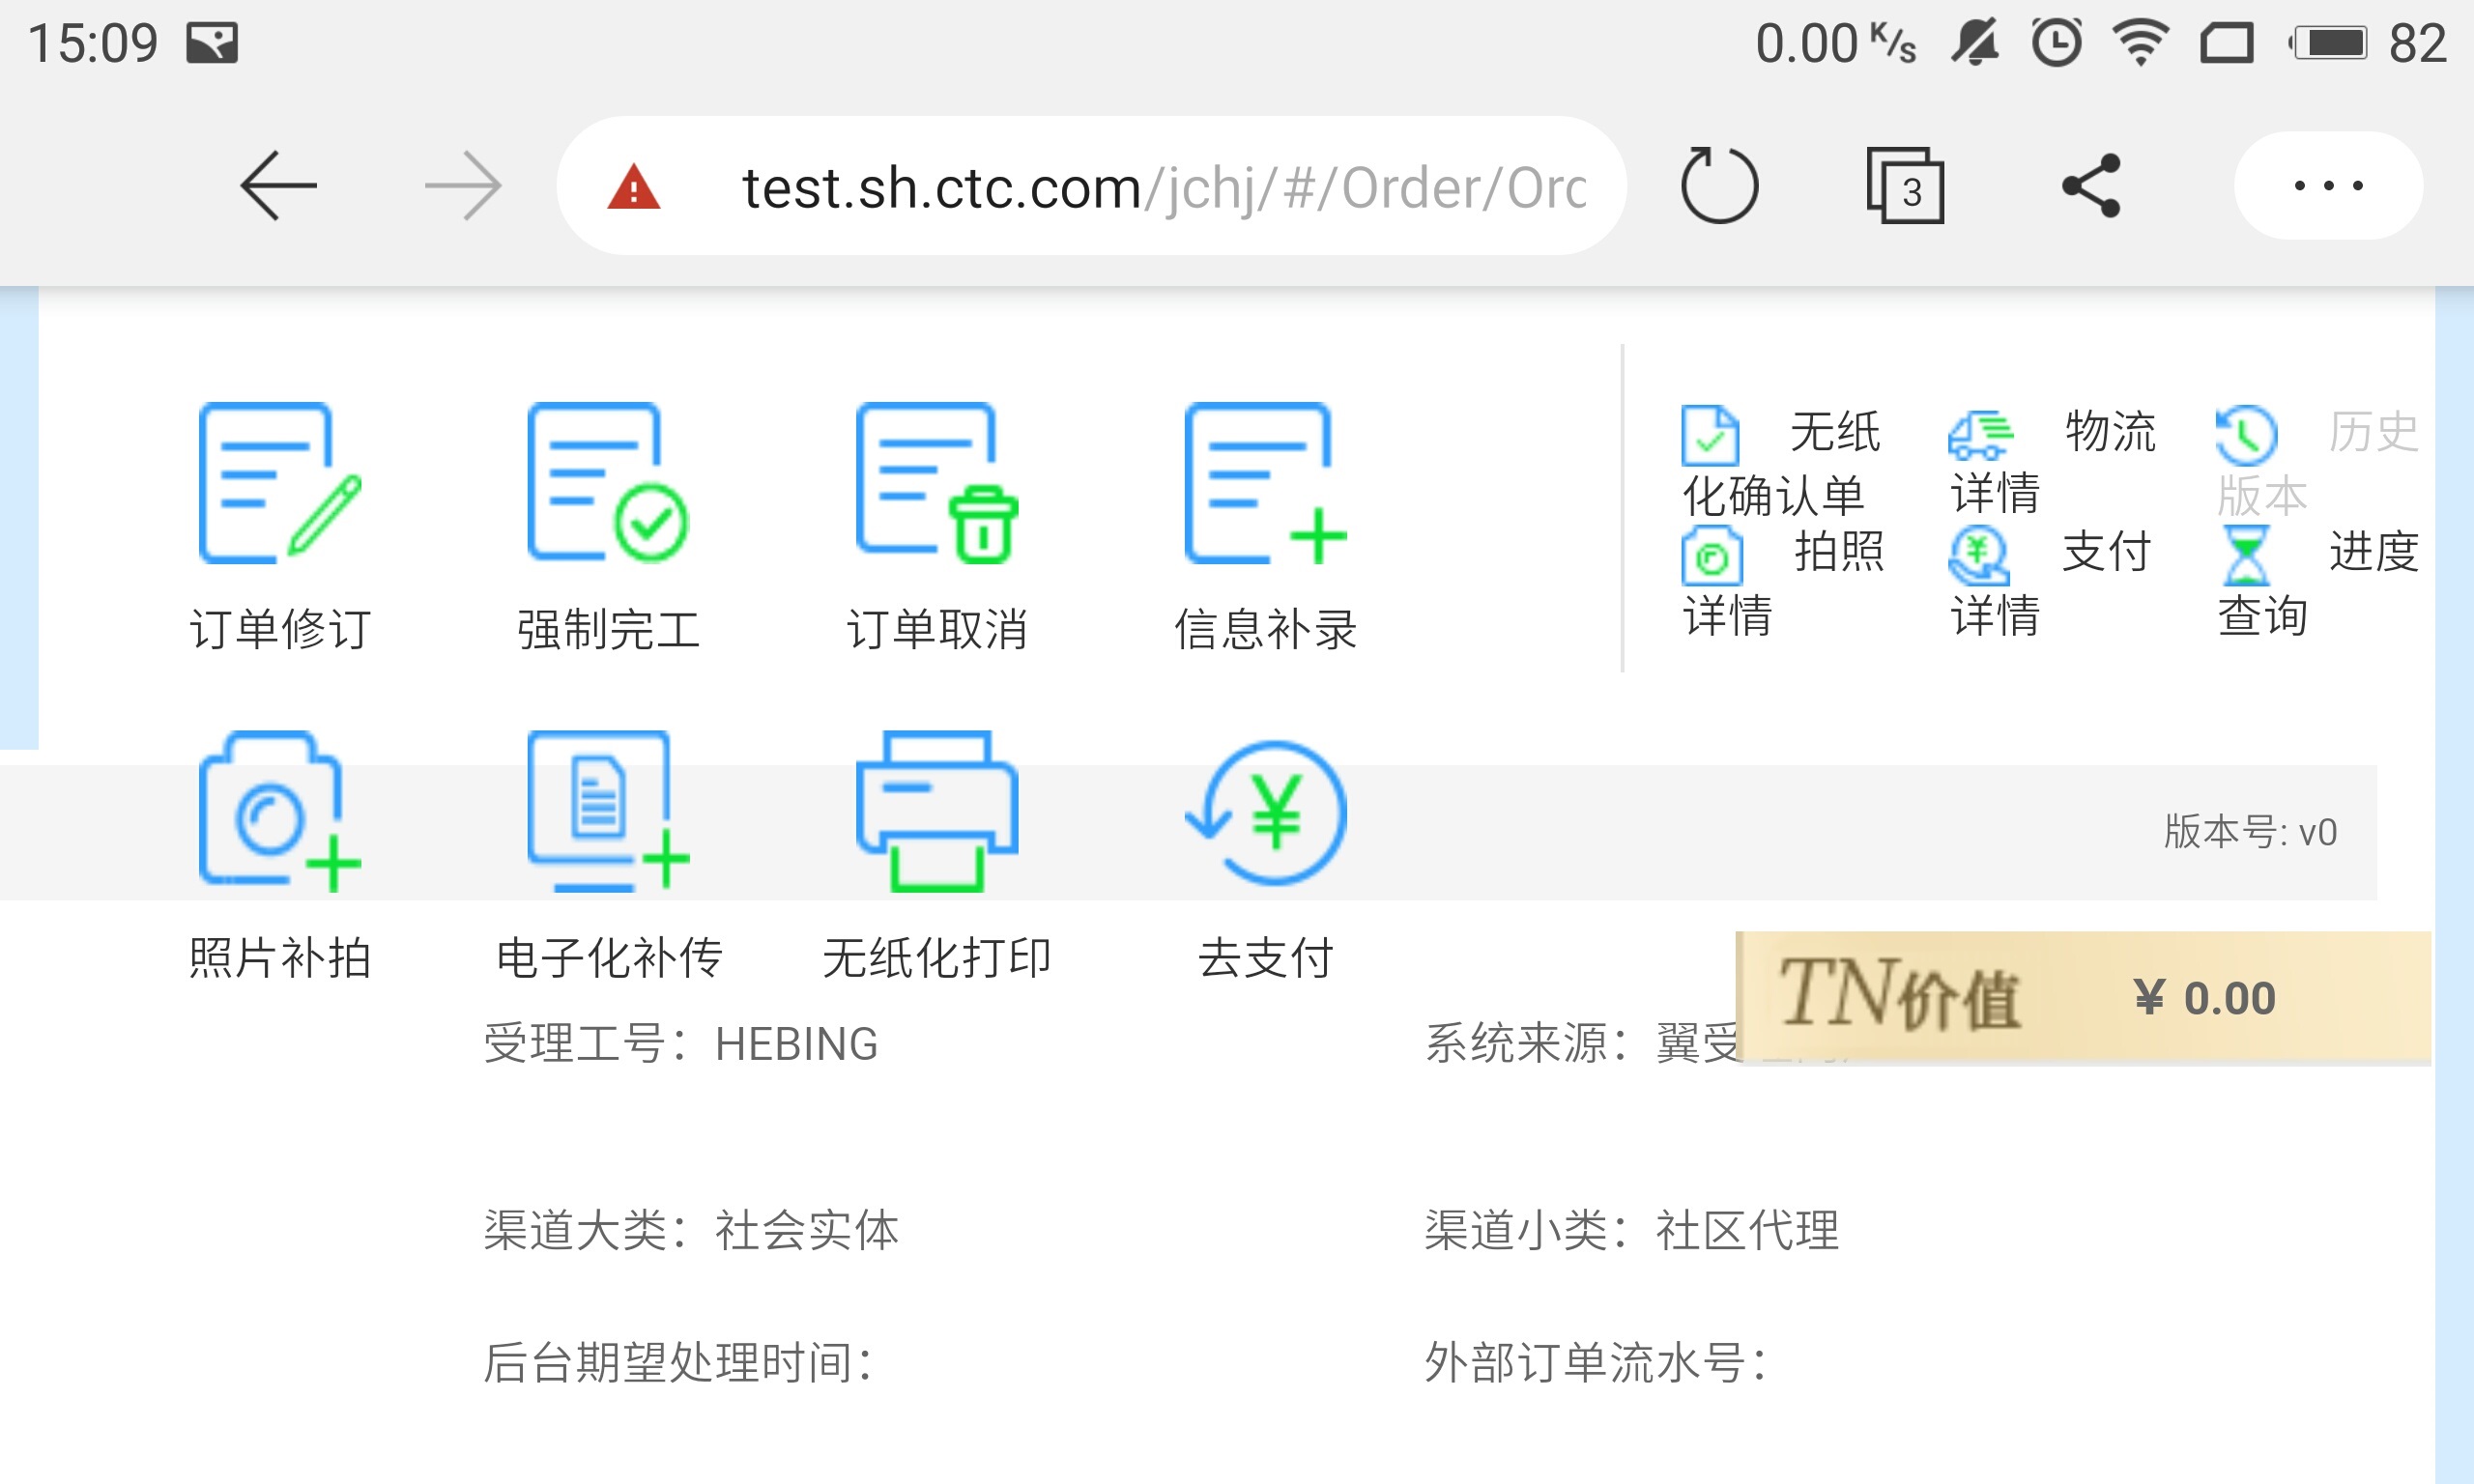 15:09 0.00 K/s 82
test.sh.ctc.com/jchj/#/Order/Orc
3
订单修订 强制完工 订单取消 信息补录
无纸化确认单 物流详情 历史版本
拍照详情 支付详情 进度查询
版本号: v0
照片补拍 电子化补传 无纸化打印 去支付
TN价值 ¥ 0.00
受理工号： HEBING 系统来源： 翼受
渠道大类： 社会实体 渠道小类： 社区代理
后台期望处理时间： 外部订单流水号：